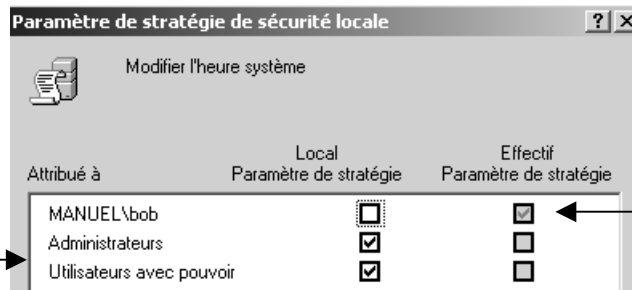 Paramètre de stratégie de sécurité locale
Modifier l'heure système
Local Effectif
Attribué à Paramètre de stratégie Paramètre de stratégie
MANUEL\bob
Administrateurs
Utilisateurs avec pouvoir